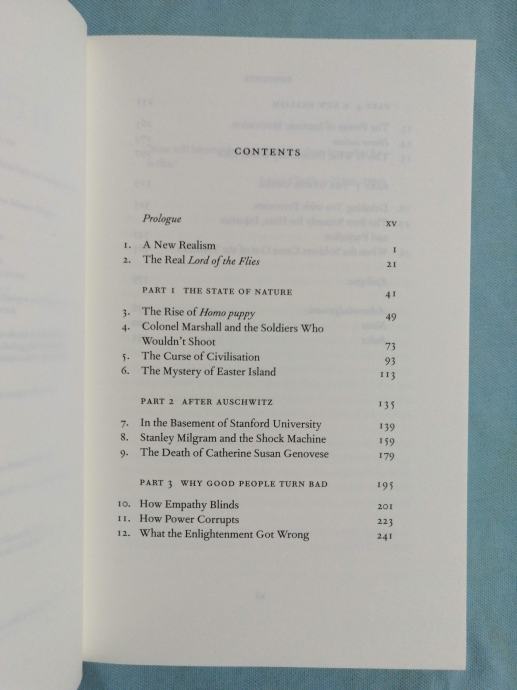 CONTENTS
Prologue xv
1. A New Realism 1
2. The Real Lord of the Flies 21
PART 1 THE STATE OF NATURE 41
3. The Rise of Homo puppy 49
4. Colonel Marshall and the Soldiers Who
Wouldn't Shoot 73
5. The Curse of Civilisation 93
6. The Mystery of Easter Island 113
PART 2 AFTER AUSCHWITZ 135
7. In the Basement of Stanford University 139
8. Stanley Milgram and the Shock Machine 159
9. The Death of Catherine Susan Genovese 179
PART 3 WHY GOOD PEOPLE TURN BAD 195
10. How Empathy Blinds 201
11. How Power Corrupts 223
12. What the Enlightenment Got Wrong 241